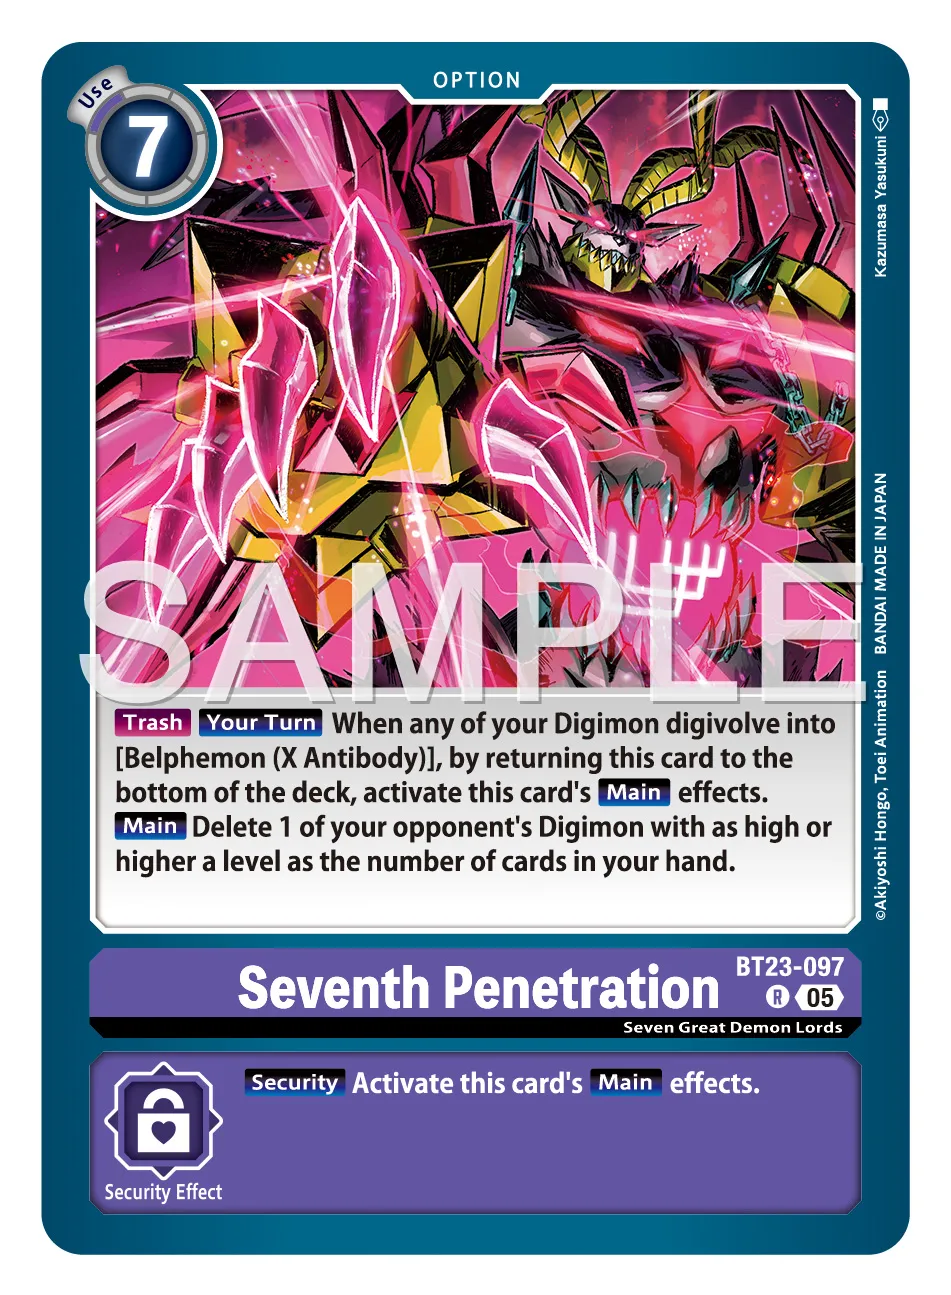 OPTION
Use
7
Kazumasa Yasukuni
SAMPLE
Trash Your Turn When any of your Digimon digivolve into
[Belphemon (X Antibody)], by returning this card to the
bottom of the deck, activate this card's Main effects.
Main Delete 1 of your opponent's Digimon with as high or
higher a level as the number of cards in your hand.
©Akiyoshi Hongo, Toei Animation BANDAI MADE IN JAPAN
BT23-097
Seventh Penetration
R 05
Seven Great Demon Lords
Security Activate this card's Main effects.
Security Effect